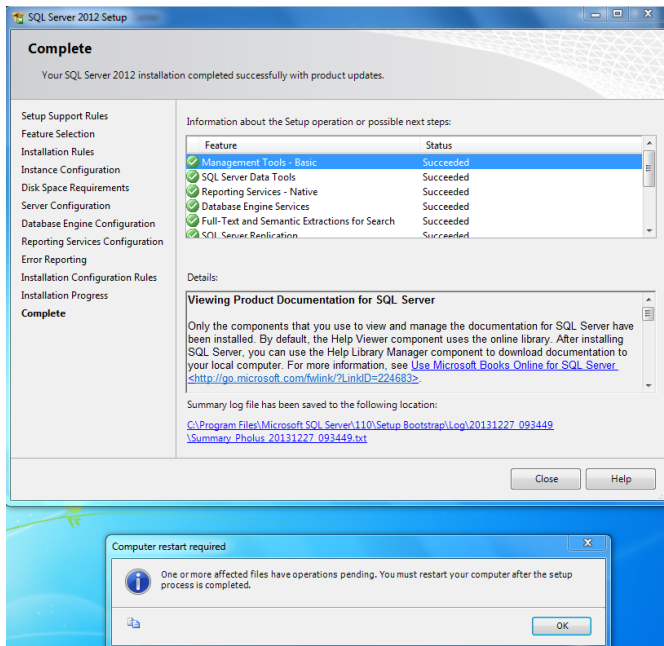 SQL Server 2012 Setup
Complete
Your SQL Server 2012 installation completed successfully with product updates.
Setup Support Rules
Feature Selection
Installation Rules
Instance Configuration
Disk Space Requirements
Server Configuration
Database Engine Configuration
Reporting Services Configuration
Error Reporting
Installation Configuration Rules
Installation Progress
Complete
Information about the Setup operation or possible next steps:
Feature Status
Management Tools - Basic Succeeded
SQL Server Data Tools Succeeded
Reporting Services - Native Succeeded
Database Engine Services Succeeded
Full-Text and Semantic Extractions for Search Succeeded
SQL Server Replication Succeeded
Details:
Viewing Product Documentation for SQL Server
Only the components that you use to view and manage the documentation for SQL Server have
been installed. By default, the Help Viewer component uses the online library. After installing
SQL Server, you can use the Help Library Manager component to download documentation to
your local computer. For more information, see Use Microsoft Books Online for SQL Server
<http://go.microsoft.com/fwlink/?LinkID=224683>.
Summary log file has been saved to the following location:
C:\Program Files\Microsoft SQL Server\110\Setup Bootstrap\Log\20131227_093449
\Summary_Pholus_20131227_093449.txt
Close Help
Computer restart required
One or more affected files have operations pending. You must restart your computer after the setup
process is completed.
OK